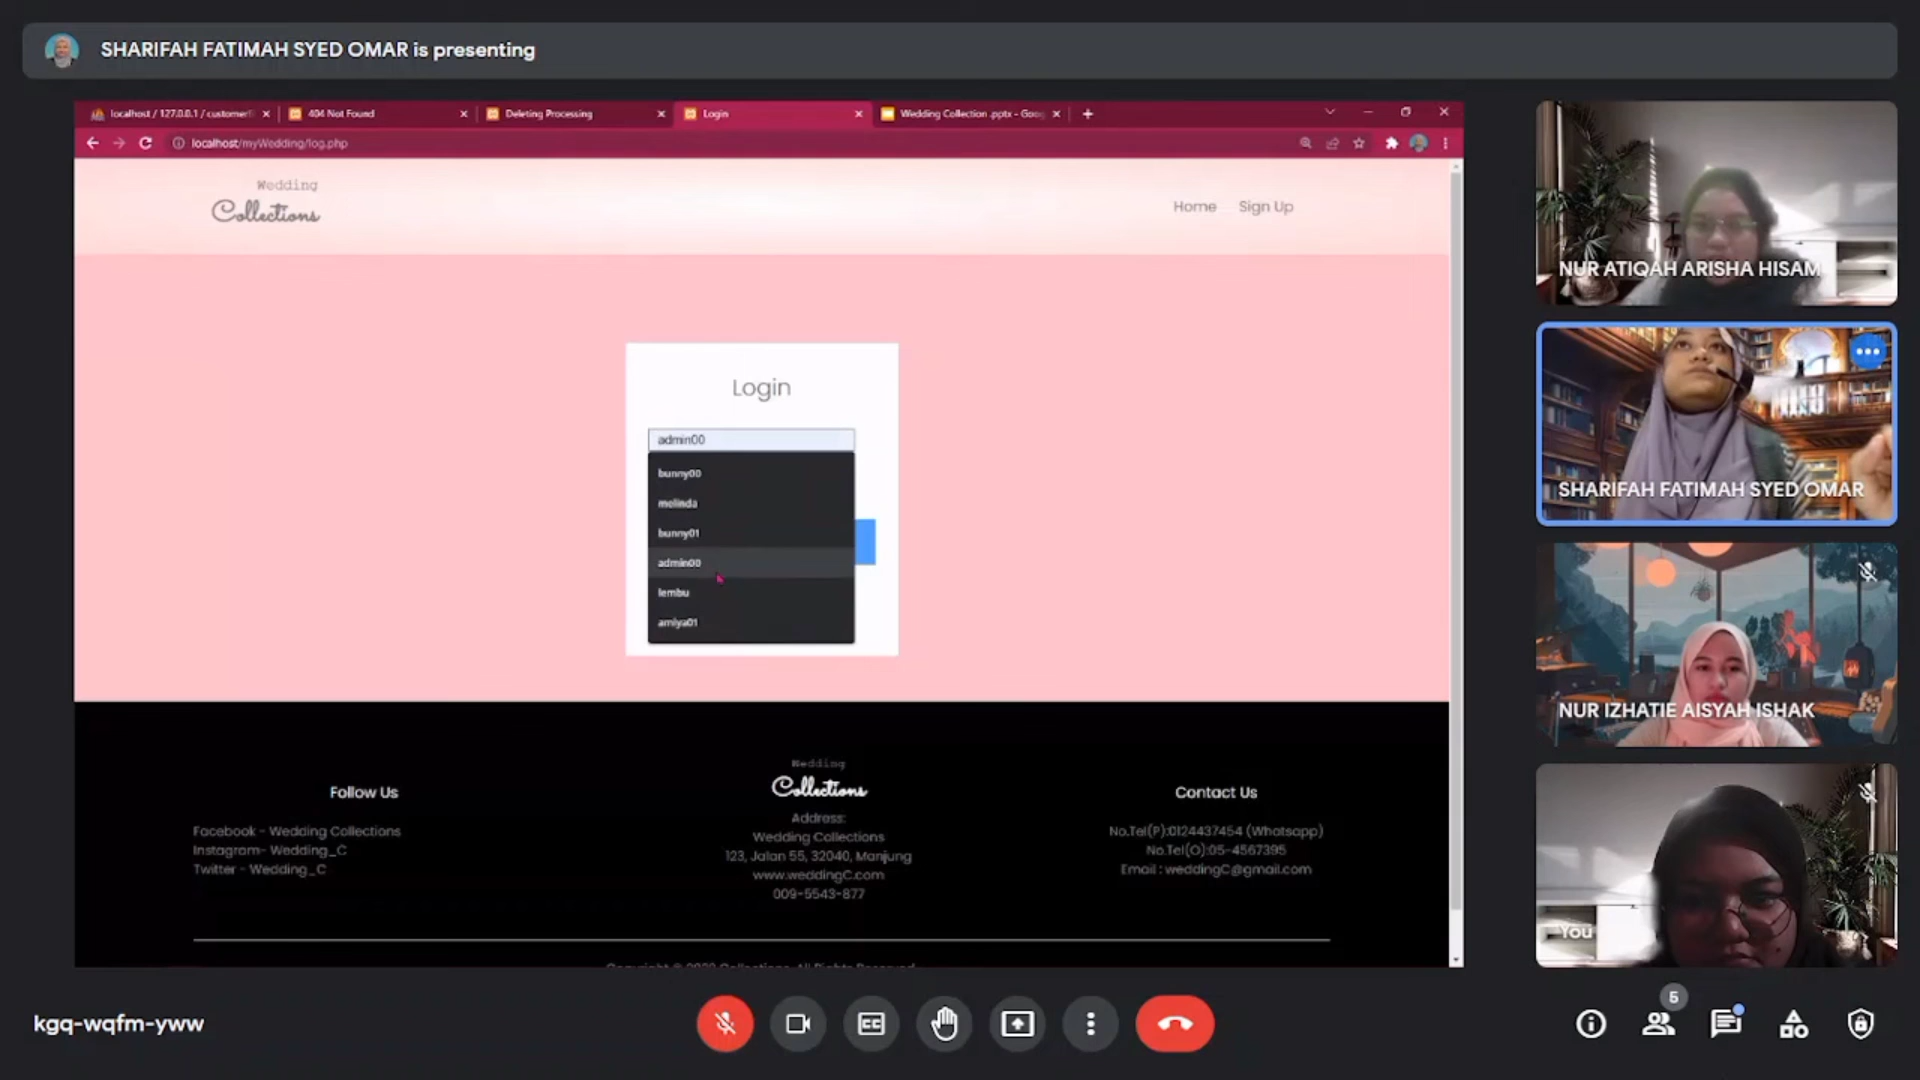 SHARIFAH FATIMAH SYED OMAR is presenting
localhost / 127.0.0.1 / customer
404 Not Found
Deleting Processing
Login
Wedding Collection .pptx - Goog
localhost/myWedding/log.php
Wedding
Collections
Home
Sign Up
Login
admin00
bunny00
melinda
bunny01
admin00
lembu
amiya01
Follow Us
Facebook - Wedding Collections
Instagram- Wedding_C
Twitter - Wedding_C
Wedding
Collections
Address:
Wedding Collections
123, Jalan 55, 32040, Manjung
www.weddingC.com
009-5543-877
Contact Us
No.Tel(P):0124437454 (Whatsapp)
No.Tel(O):05-4567395
Email : weddingC@gmail.com
NUR ATIQAH ARISHA HISAM
SHARIFAH FATIMAH SYED OMAR
NUR IZHATIE AISYAH ISHAK
You
kgq-wqfm-yww
CC
5